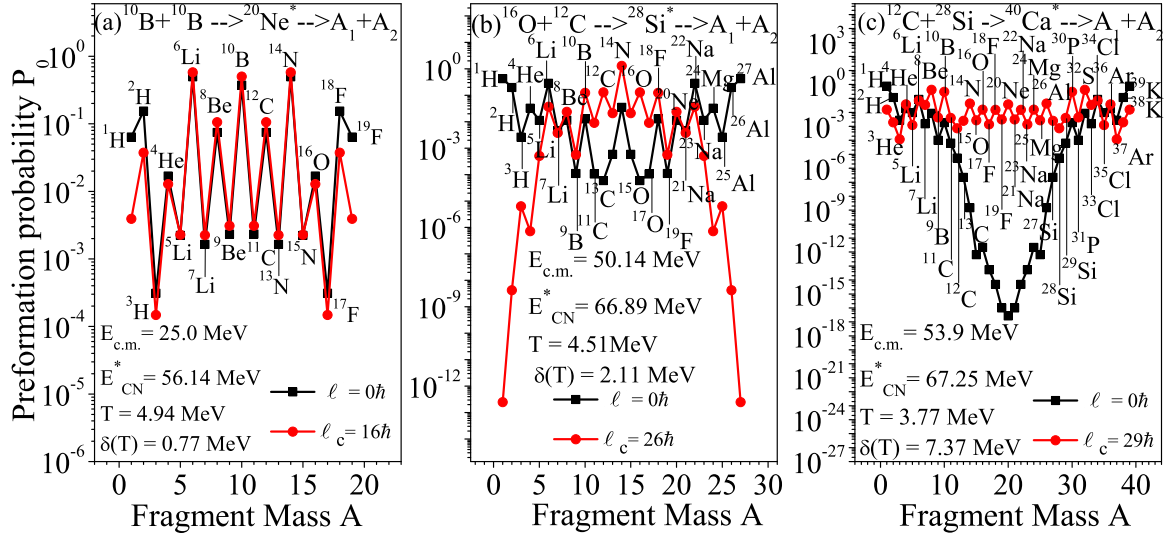 Preformation probability P₀
(a) ¹⁰B+¹⁰B -->²⁰Ne*-->A₁+A₂
10⁰
10⁻¹
10⁻²
10⁻³
10⁻⁴
10⁻⁵
10⁻⁶
¹H
²H
³H
⁴He
⁵Li
⁶Li
⁷Li
⁸Be
⁹Be
¹⁰B
¹¹C
¹²C
¹³N
¹⁴N
¹⁵N
¹⁶O
¹⁷F
¹⁸F
¹⁹F
E_c.m. = 25.0 MeV
E*_CN = 56.14 MeV
T = 4.94 MeV
δ(T) = 0.77 MeV
ℓ = 0ħ
ℓ_c = 16ħ
0 5 10 15 20
Fragment Mass A
(b) ¹⁶O+¹²C -->²⁸Si*-->A₁+A₂
10⁰
10⁻³
10⁻⁶
10⁻⁹
10⁻¹²
¹H
²H
³H
⁴He
⁵Li
⁶Li
⁷Li
⁸Be
⁹B
¹⁰B
¹¹C
¹²C
¹³C
¹⁴N
¹⁵O
¹⁶O
¹⁷O
¹⁸F
¹⁹F
²⁰Ne
²¹Na
²²Na
²³Na
²⁴Mg
²⁵Al
²⁶Al
²⁷Al
E_c.m. = 50.14 MeV
E*_CN = 66.89 MeV
T = 4.51MeV
δ(T) = 2.11 MeV
ℓ = 0ħ
ℓ_c = 26ħ
0 5 10 15 20 25 30
Fragment Mass A
(c) ¹²C+²⁸Si ->⁴⁰Ca*-->A₁+A₂
10³
10⁰
10⁻³
10⁻⁶
10⁻⁹
10⁻¹²
10⁻¹⁵
10⁻¹⁸
10⁻²¹
10⁻²⁴
10⁻²⁷
¹H
²H
³He
⁴He
⁵Li
⁶Li
⁷Li
⁸Be
⁹B
¹⁰B
¹¹C
¹²C
¹³C
¹⁴N
¹⁵O
¹⁶O
¹⁷F
¹⁸F
¹⁹F
²⁰Ne
²¹Na
²²Na
²³Na
²⁴Mg
²⁵Mg
²⁶Al
²⁷Si
²⁸Si
²⁹Si
³⁰P
³¹P
³²S
³³Cl
³⁴Cl
³⁵Cl
³⁶Ar
³⁷Ar
³⁸K
³⁹K
E_c.m. = 53.9 MeV
E*_CN = 67.25 MeV
T = 3.77 MeV
δ(T) = 7.37 MeV
ℓ = 0ħ
ℓ_c = 29ħ
0 10 20 30 40
Fragment Mass A